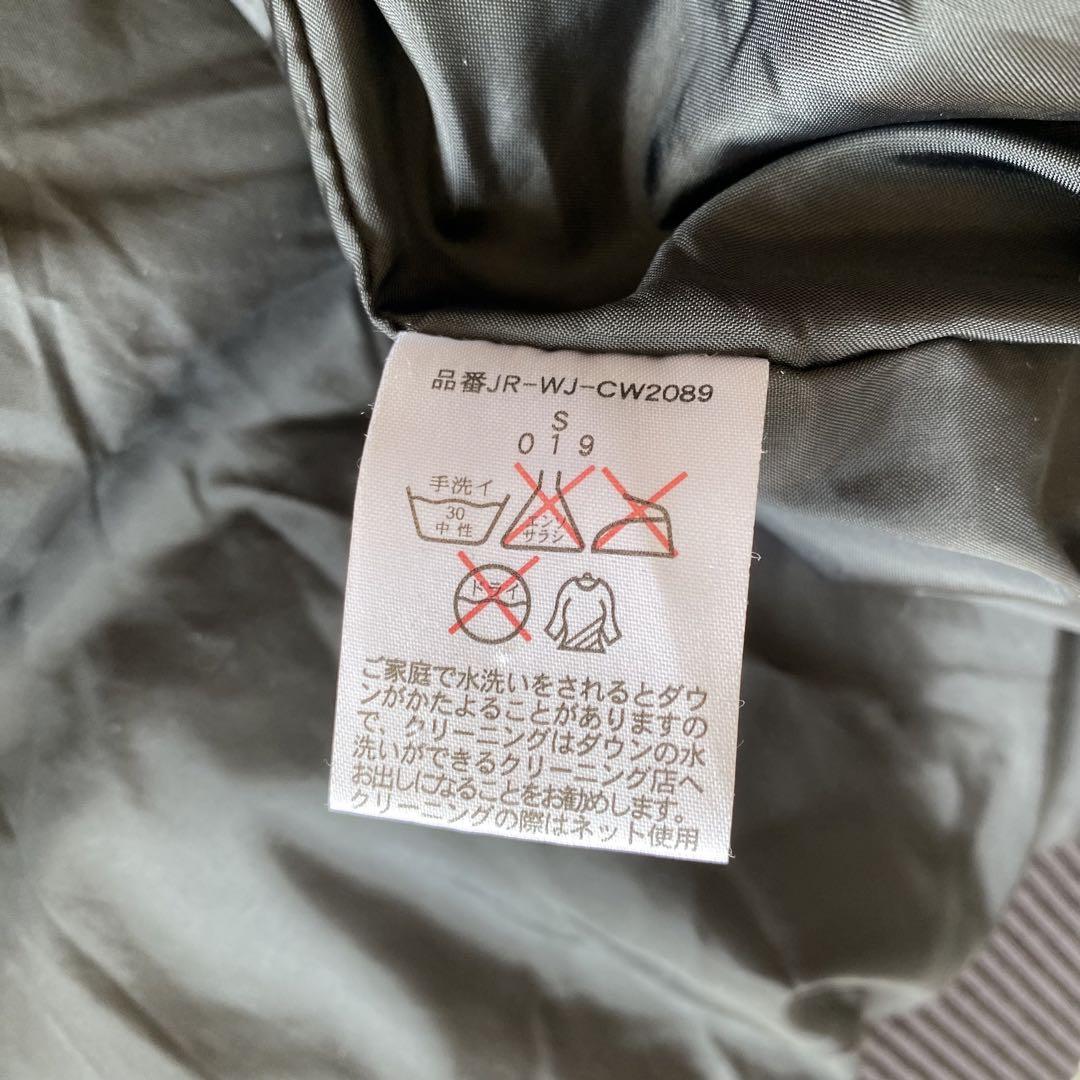 品番JR-WJ-CW2089
S
019
手洗イ
30
中性
エンソ
サラシ
ドライ
ご家庭で水洗いをされるとダウ
ンがかたよることがありますの
で、クリーニングはダウンの水
洗いができるクリーニング店へ
お出しになることをお勧めします。
クリーニングの際はネット使用